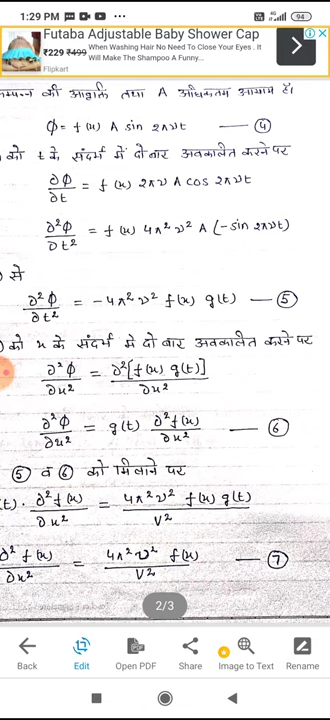 1:29 PM
94
Futaba Adjustable Baby Shower Cap
₹229 ₹499 When Washing Hair No Need To Close Your Eyes . It Will Make The Shampoo A Funny...
Flipkart
की आवृत्ति तथा A अधिकतम आयाम है।
ϕ = f(x) A sin 2πνt — ④
को t के संदर्भ में दो बार अवकालित करने पर
∂ϕ/∂t = f(x) 2πν A cos 2πνt
∂²ϕ/∂t² = f(x) 4π²ν² A (-sin 2πνt)
से
∂²ϕ/∂t² = -4π²ν² f(x) g(t) — ⑤
को x के संदर्भ में दो बार अवकालित करने पर
∂²ϕ/∂x² = ∂²[f(x) g(t)]/∂x²
∂²ϕ/∂x² = g(t) ∂²f(x)/∂x² — ⑥
⑤ व ⑥ को मिलाने पर
(t) · ∂²f(x)/∂x² = 4π²ν² f(x) g(t)/V²
∂²f(x)/∂x² = 4π²ν² f(x)/V² — ⑦
2/3
Back Edit Open PDF Share Image to Text Rename